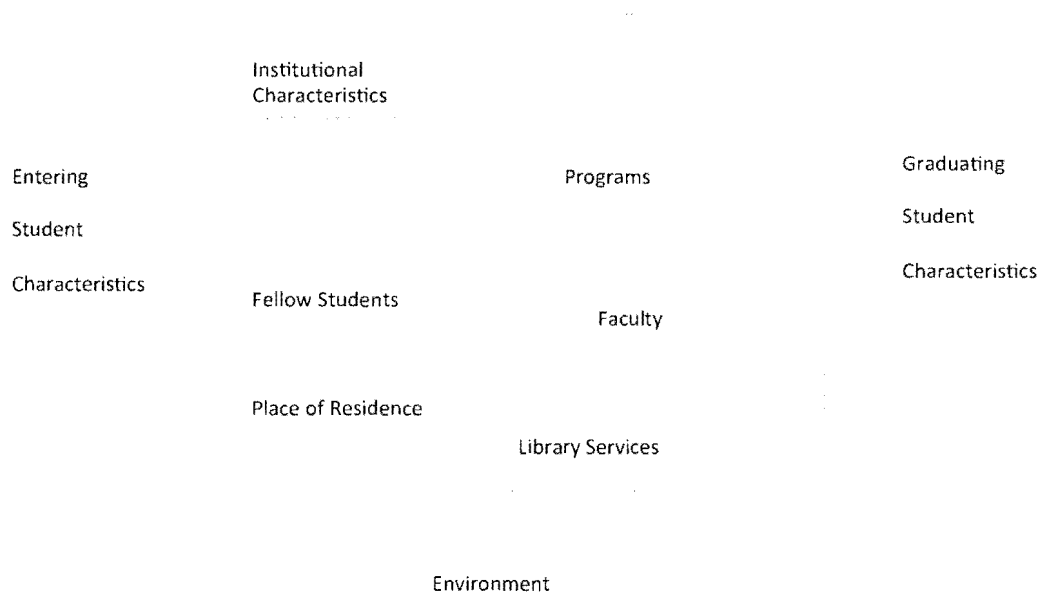 Institutional
Characteristics
Entering
Student
Characteristics
Programs
Graduating
Student
Characteristics
Fellow Students
Faculty
Place of Residence
Library Services
Environment